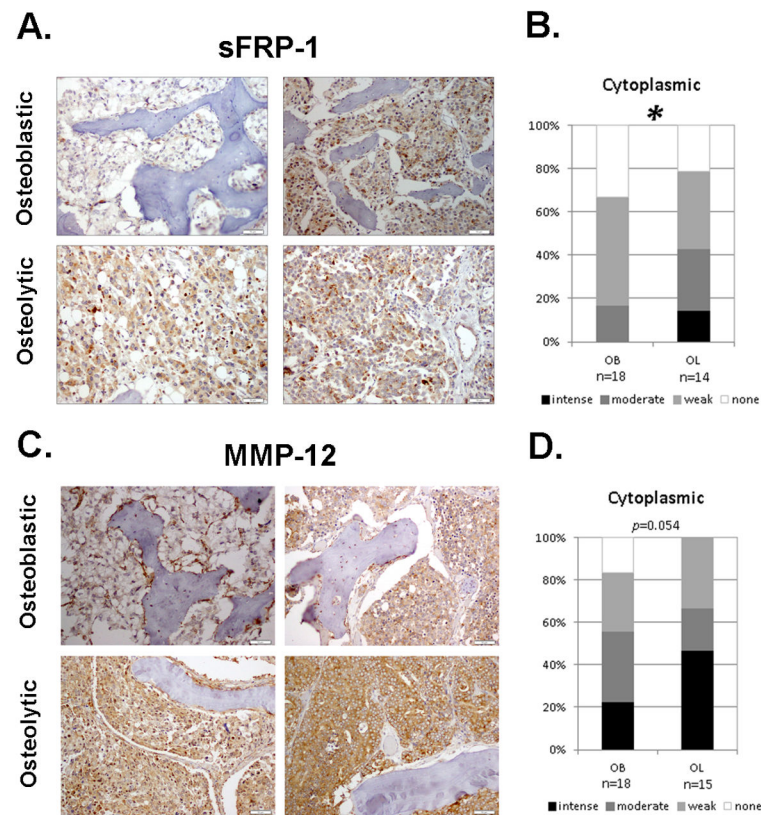 A.
sFRP-1
Osteoblastic
Osteolytic
B.
Cytoplasmic
*
100%
80%
60%
40%
20%
0%
OB
n=18
OL
n=14
intense moderate weak none
C.
MMP-12
Osteoblastic
Osteolytic
D.
Cytoplasmic
p=0.054
100%
80%
60%
40%
20%
0%
OB
n=18
OL
n=15
intense moderate weak none